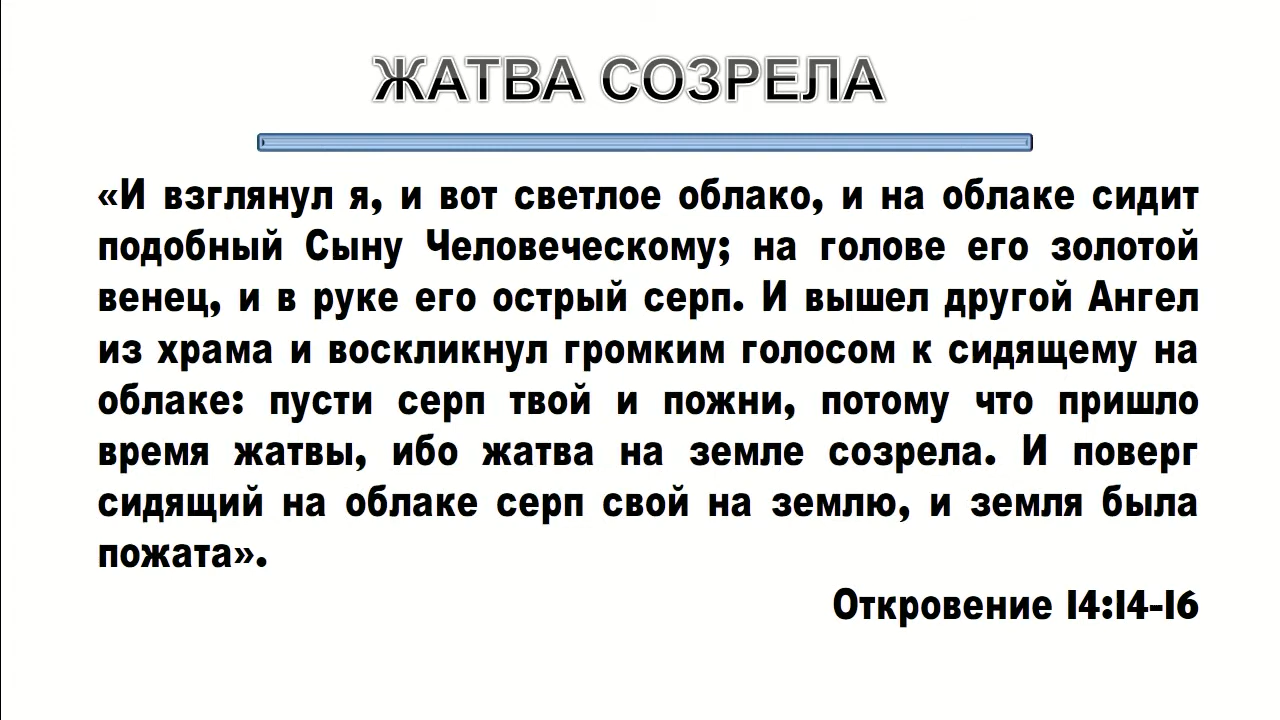 ЖАТВА СОЗРЕЛА
«И взглянул я, и вот светлое облако, и на облаке сидит
подобный Сыну Человеческому; на голове его золотой
венец, и в руке его острый серп. И вышел другой Ангел
из храма и воскликнул громким голосом к сидящему на
облаке: пусти серп твой и пожни, потому что пришло
время жатвы, ибо жатва на земле созрела. И поверг
сидящий на облаке серп свой на землю, и земля была
пожата».
Откровение 14:14-16